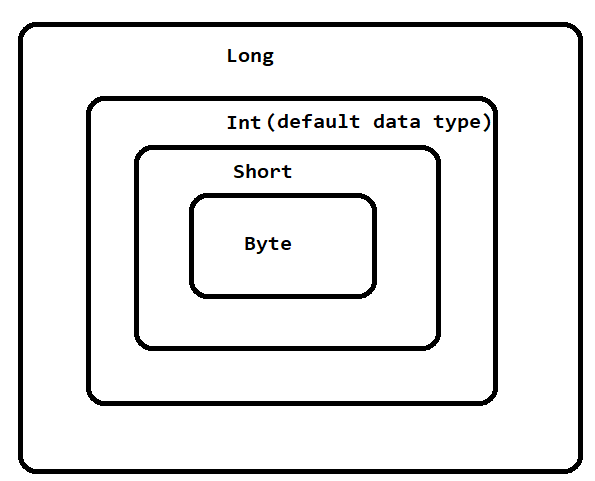 Long
Int (default data type)
Short
Byte